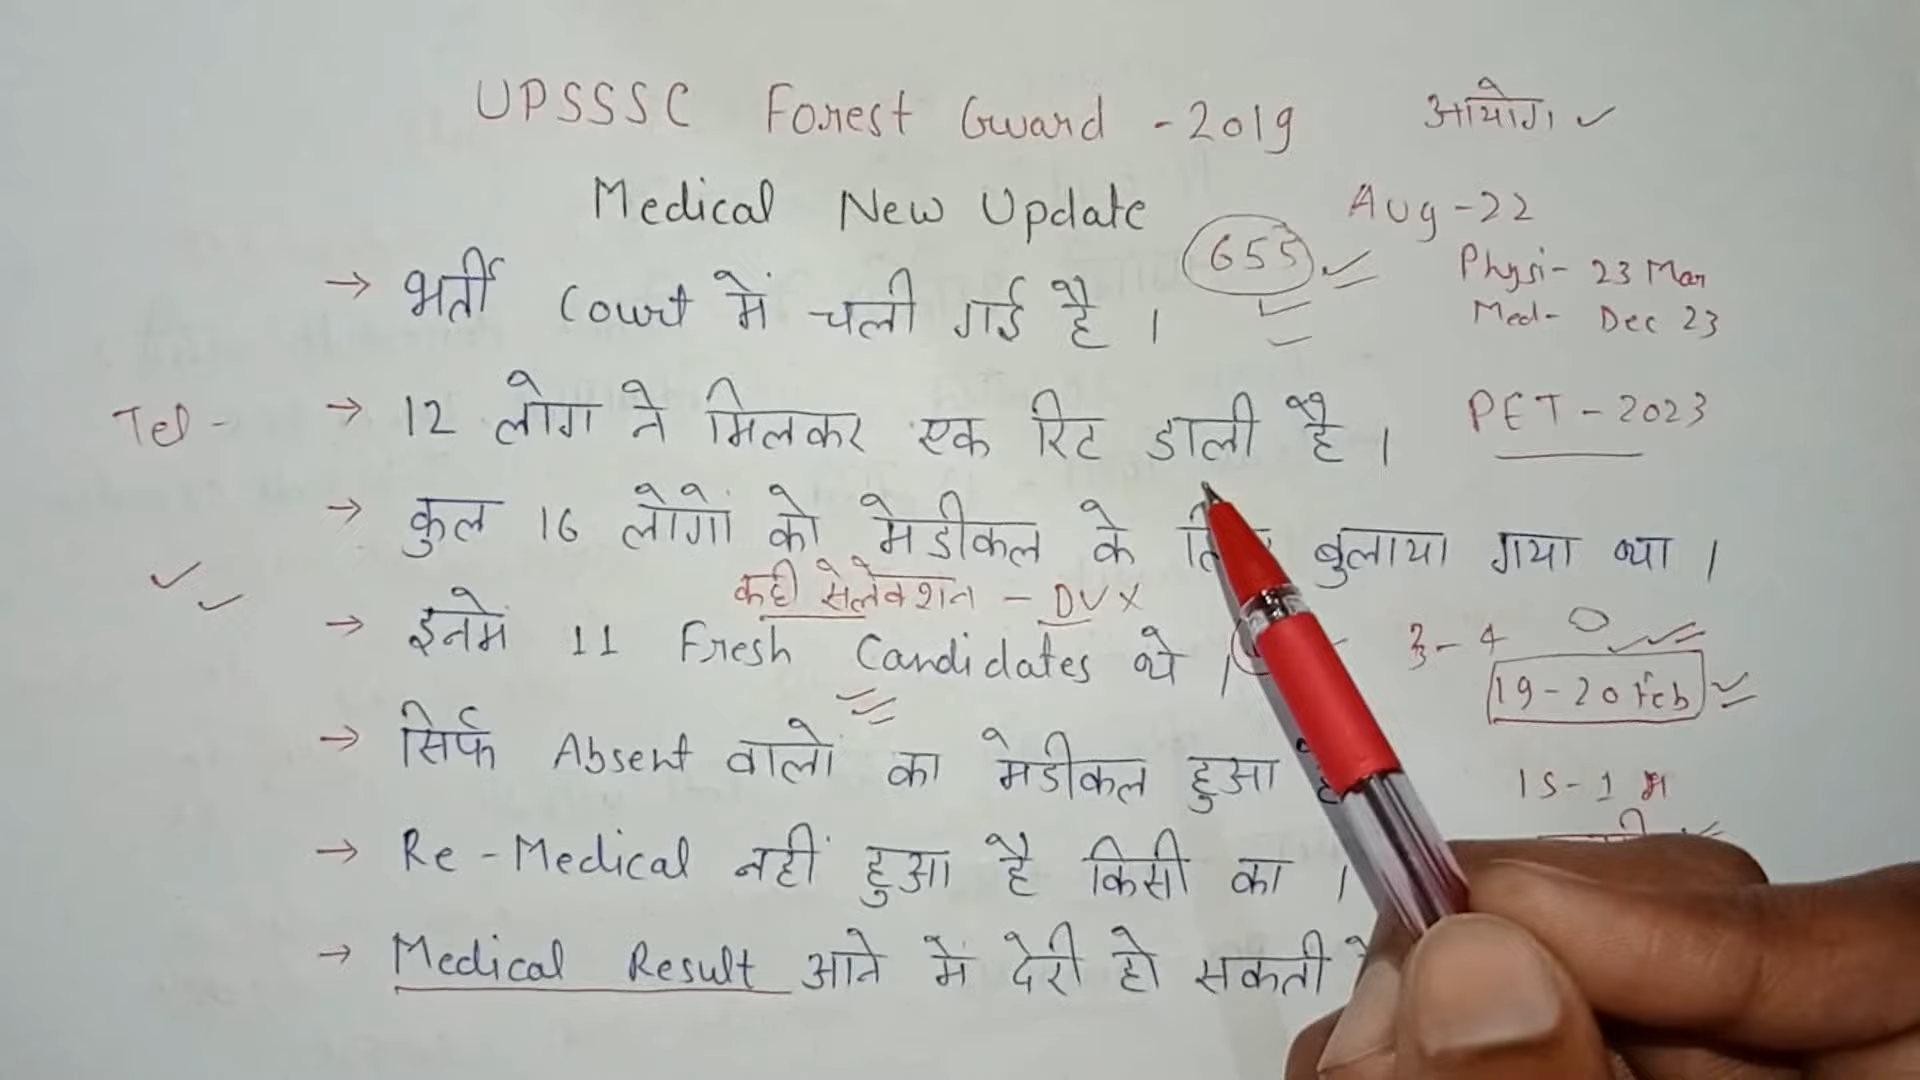 UPSSSC Forest Guard - 2019 आयोग
Medical New Update Aug-22
655 Physi- 23 Mar
→ भर्ती Court में चली गई है । Med- Dec 23
Tel - → 12 लोग ने मिलकर एक रिट डाली है । PET - 2023
→ कुल 16 लोगों को मेडीकल के बुलाया गया था ।
कही सेलेक्शन - DV X
→ इनमें 11 Fresh Candidates थे । 3-4
19-20 Feb
→ सिर्फ Absent वालों का मेडीकल हुआ
→ Re-Medical नहीं हुआ है किसी का ।
→ Medical Result आने में देरी हो सकती